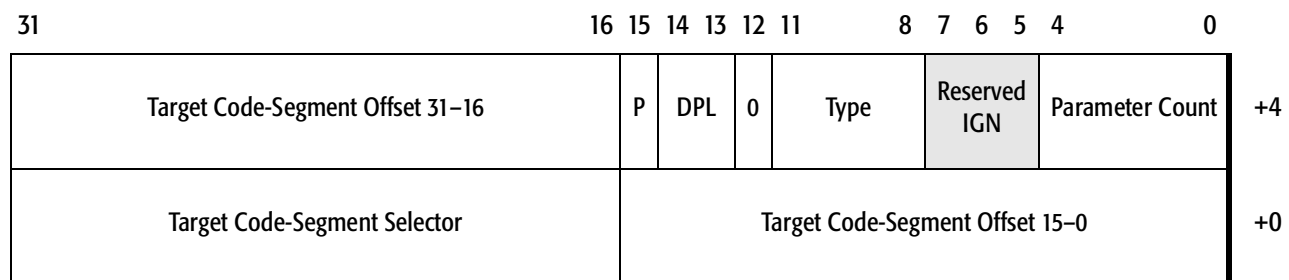 31 16 15 14 13 12 11 8 7 6 5 4 0
Target Code-Segment Offset 31–16 P DPL 0 Type Reserved IGN Parameter Count +4
Target Code-Segment Selector Target Code-Segment Offset 15–0 +0